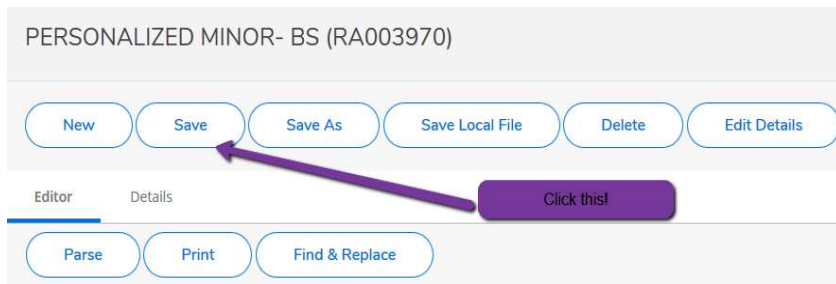 PERSONALIZED MINOR- BS (RA003970)
New Save Save As Save Local File Delete Edit Details
Editor Details
Click this!
Parse Print Find & Replace